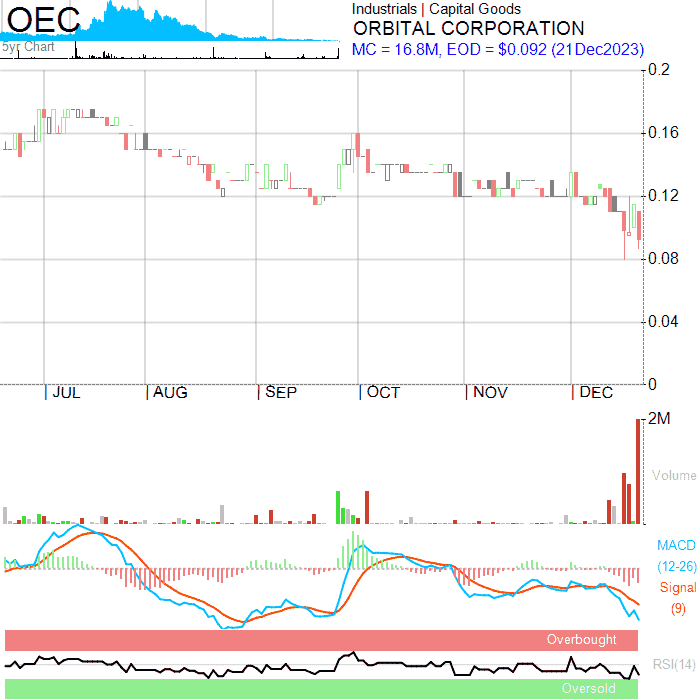 OEC
5yr Chart
Industrials | Capital Goods
ORBITAL CORPORATION
MC = 16.8M, EOD = $0.092 (21Dec2023)
0.2
0.16
0.12
0.08
0.04
0
JUL AUG SEP OCT NOV DEC
2M
Volume
MACD
(12-26)
Signal
(9)
Overbought
RSI(14)
Oversold